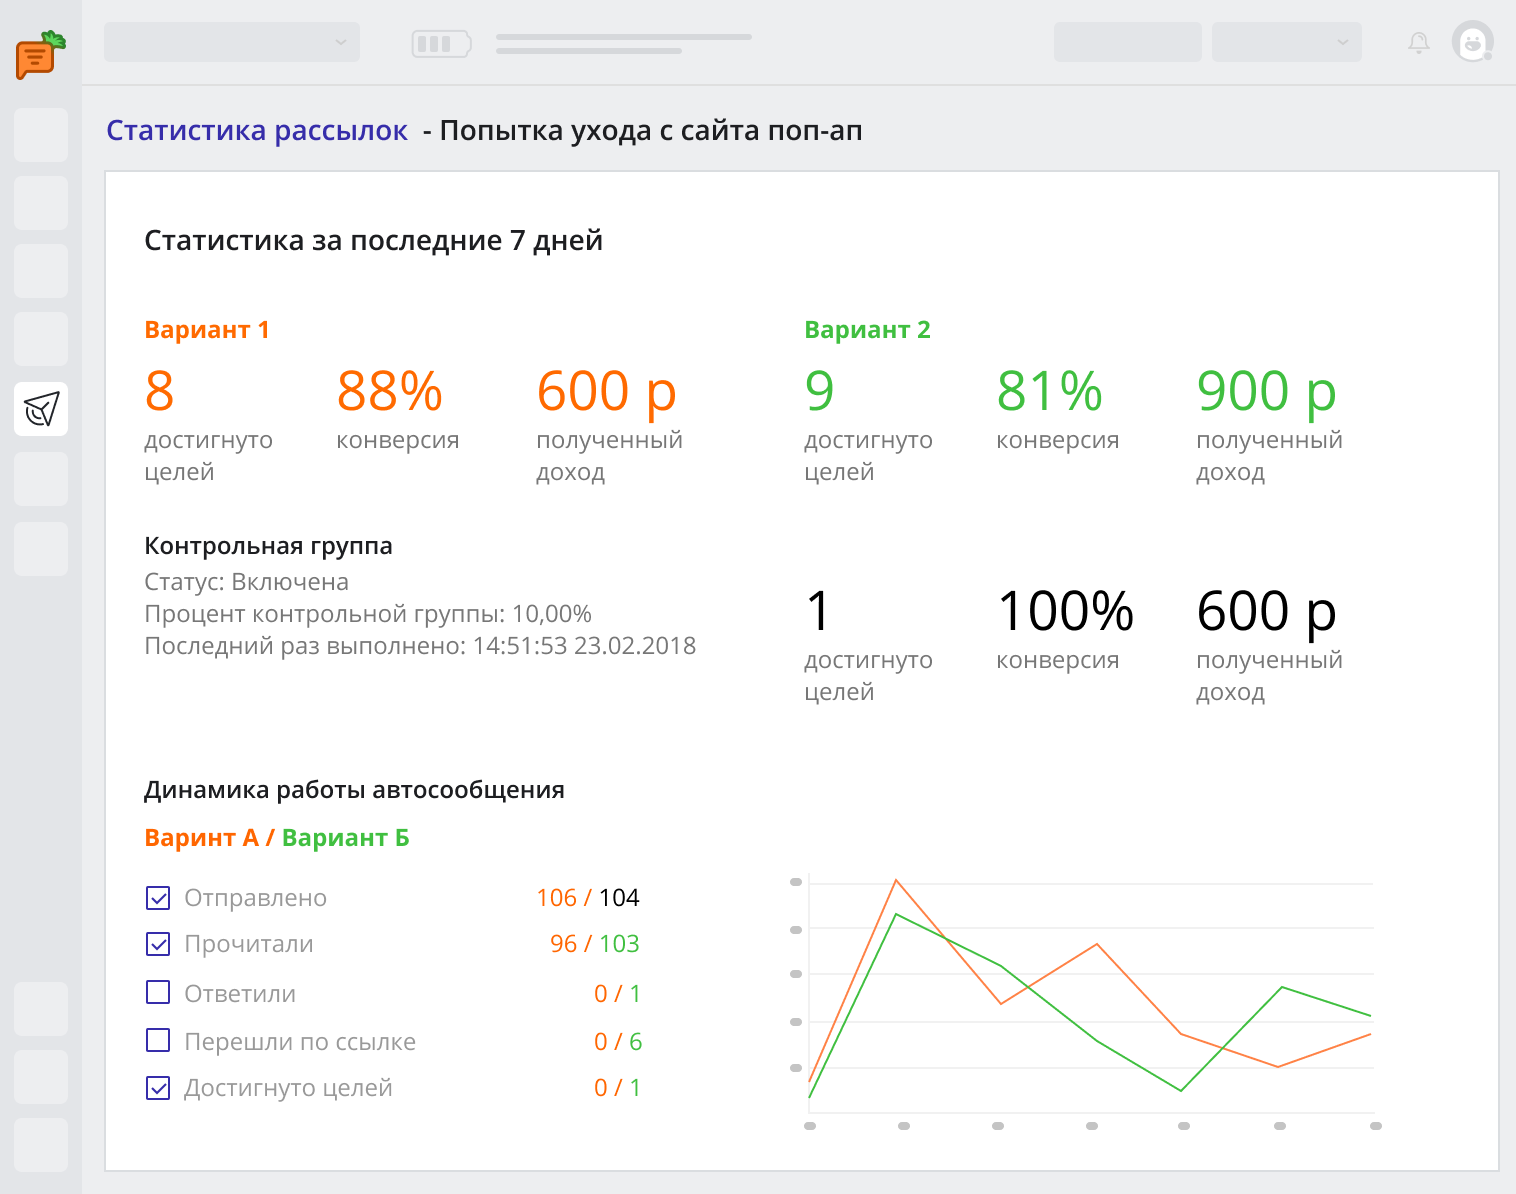 Статистика рассылок - Попытка ухода с сайта поп-ап
Статистика за последние 7 дней
Вариант 1
8
достигнуто
целей
88%
конверсия
600 р
полученный
доход
Вариант 2
9
достигнуто
целей
81%
конверсия
900 р
полученный
доход
Контрольная группа
Статус: Включена
Процент контрольной группы: 10,00%
Последний раз выполнено: 14:51:53 23.02.2018
1
достигнуто
целей
100%
конверсия
600 р
полученный
доход
Динамика работы автосообщения
Варинт А / Вариант Б
Отправлено 106 / 104
Прочитали 96 / 103
Ответили 0 / 1
Перешли по ссылке 0 / 6
Достигнуто целей 0 / 1